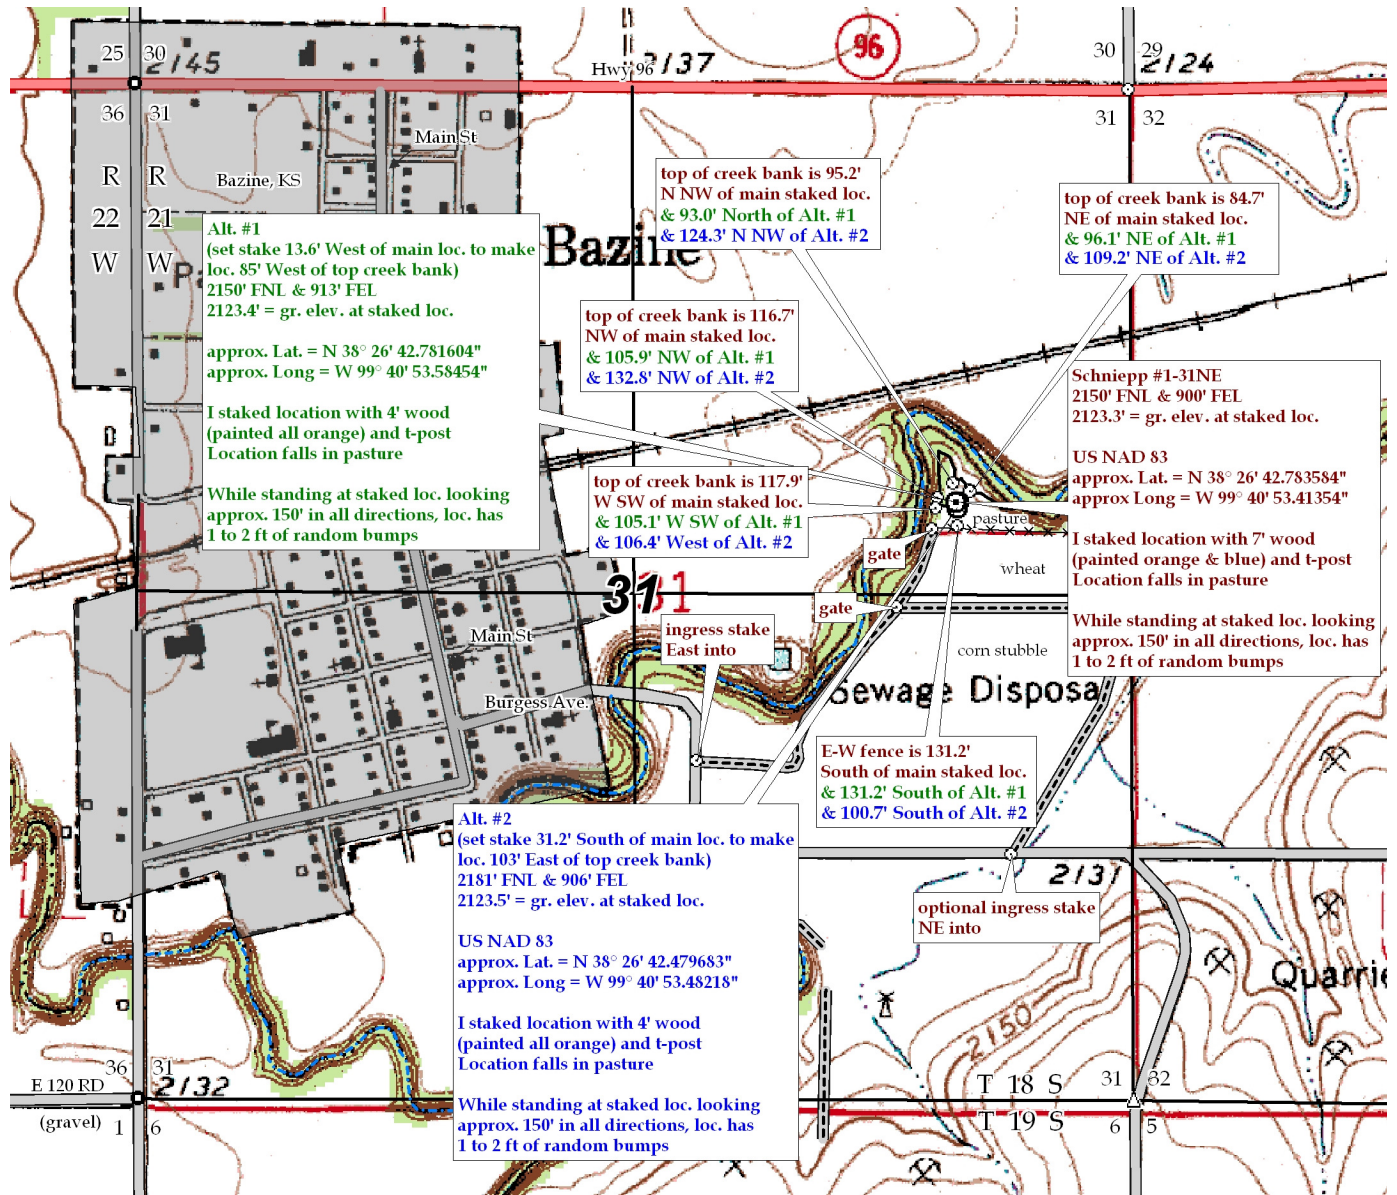 25 30
2145
Hwy 96
2137
96
30 29
2124
36 31
31 32
Main St
R R
22 21
W W
Bazine, KS
Bazine
top of creek bank is 95.2'
N NW of main staked loc.
& 93.0' North of Alt. #1
& 124.3' N NW of Alt. #2
top of creek bank is 84.7'
NE of main staked loc.
& 96.1' NE of Alt. #1
& 109.2' NE of Alt. #2
Alt. #1
(set stake 13.6' West of main loc. to make
loc. 85' West of top creek bank)
2150' FNL & 913' FEL
2123.4' = gr. elev. at staked loc.
approx. Lat. = N 38° 26' 42.781604"
approx. Long = W 99° 40' 53.58454"
I staked location with 4' wood
(painted all orange) and t-post
Location falls in pasture
While standing at staked loc. looking
approx. 150' in all directions, loc. has
1 to 2 ft of random bumps
top of creek bank is 116.7'
NW of main staked loc.
& 105.9' NW of Alt. #1
& 132.8' NW of Alt. #2
Schniepp #1-31NE
2150' FNL & 900' FEL
2123.3' = gr. elev. at staked loc.
US NAD 83
approx. Lat. = N 38° 26' 42.783584"
approx Long = W 99° 40' 53.41354"
I staked location with 7' wood
(painted orange & blue) and t-post
Location falls in pasture
While standing at staked loc. looking
approx. 150' in all directions, loc. has
1 to 2 ft of random bumps
top of creek bank is 117.9'
W SW of main staked loc.
& 105.1' W SW of Alt. #1
& 106.4' West of Alt. #2
pasture
gate
wheat
31
31
gate
ingress stake
East into
Main St
corn stubble
Sewage Disposa
Burgess Ave.
E-W fence is 131.2'
South of main staked loc.
& 131.2' South of Alt. #1
& 100.7' South of Alt. #2
Alt. #2
(set stake 31.2' South of main loc. to make
loc. 103' East of top creek bank)
2181' FNL & 906' FEL
2123.5' = gr. elev. at staked loc.
US NAD 83
approx. Lat. = N 38° 26' 42.479683"
approx. Long = W 99° 40' 53.48218"
I staked location with 4' wood
(painted all orange) and t-post
Location falls in pasture
While standing at staked loc. looking
approx. 150' in all directions, loc. has
1 to 2 ft of random bumps
2131
optional ingress stake
NE into
Quarrie
2150
36 31
E 120 RD
2132
(gravel)
1 6
T 18 S
31 32
T 19 S
6 5